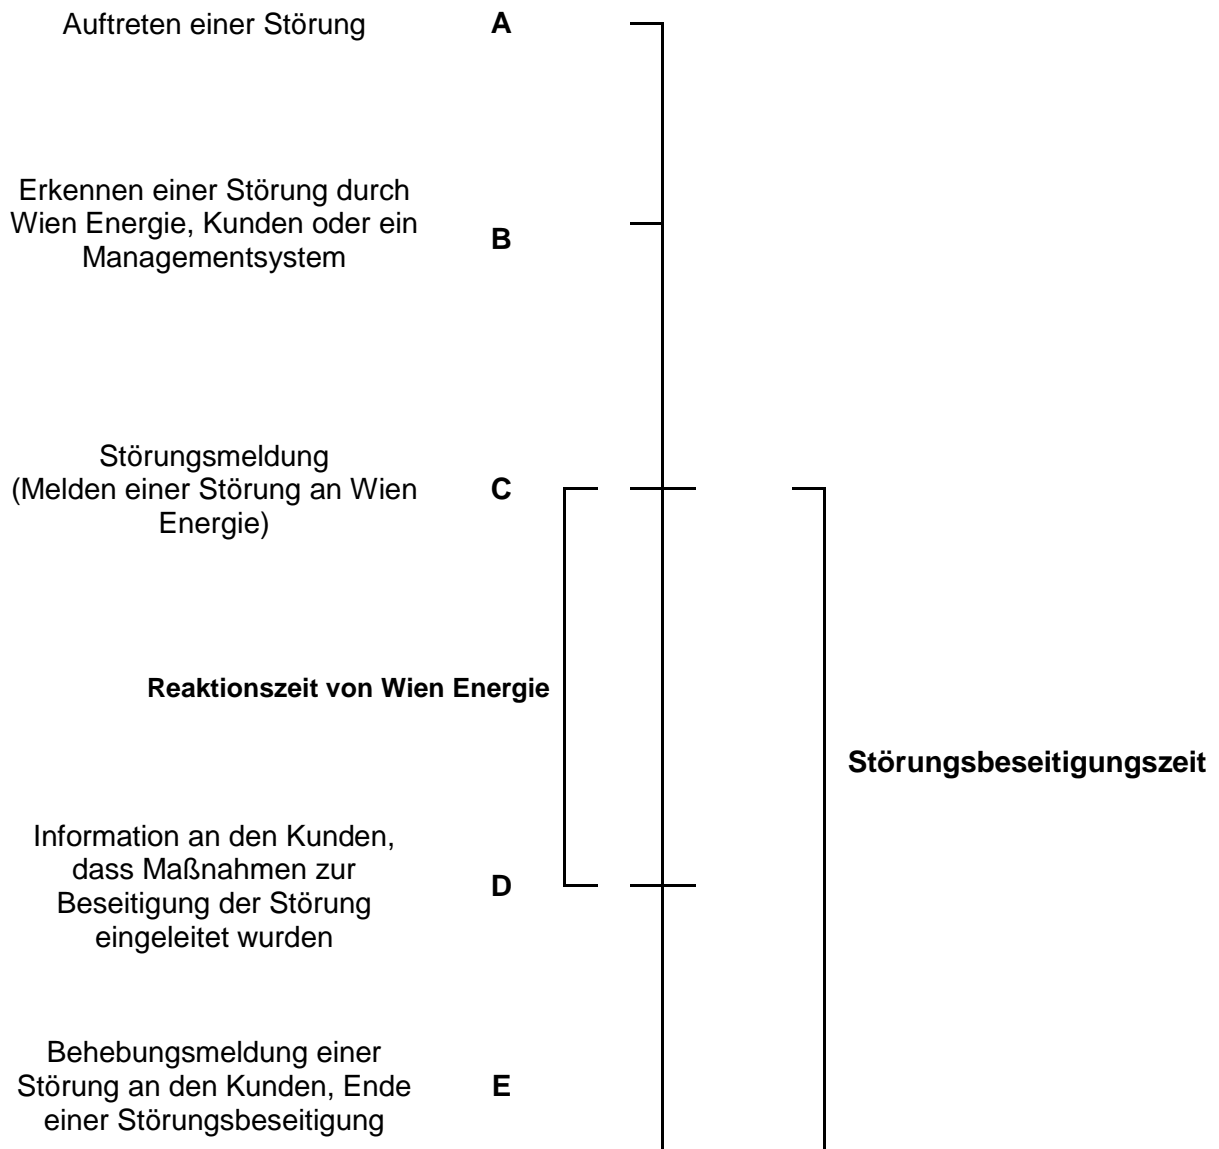 Auftreten einer Störung A
Erkennen einer Störung durch
Wien Energie, Kunden oder ein
Managementsystem
B
Störungsmeldung
(Melden einer Störung an Wien
Energie)
C
Reaktionszeit von Wien Energie
Störungsbeseitigungszeit
Information an den Kunden,
dass Maßnahmen zur
Beseitigung der Störung
eingeleitet wurden
D
Behebungsmeldung einer
Störung an den Kunden, Ende
einer Störungsbeseitigung
E